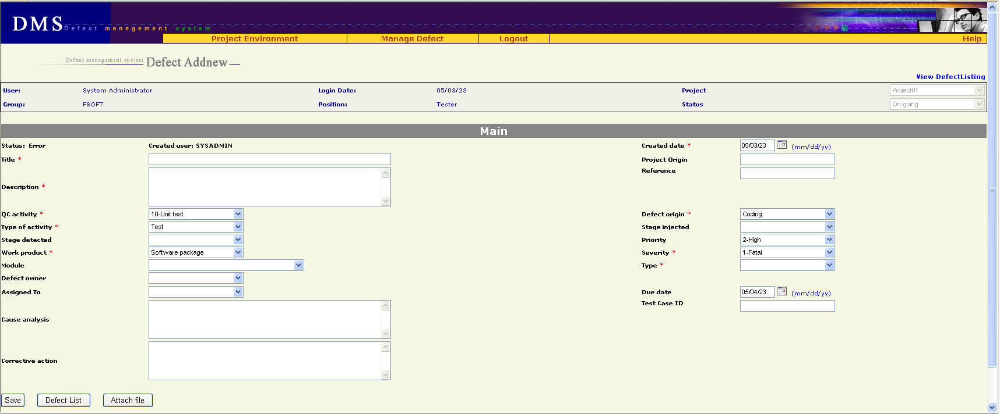 DMS Defect management system
Project Environment Manage Defect Logout Help
Defect management system Defect Addnew
View DefectListing
User: System Administrator Login Date: 05/03/23 Project Project01
Group: FSOFT Position: Tester Status On-going
Main
Status: Error Created user: SYSADMIN Created date * 05/03/23 (mm/dd/yy)
Title * Project Origin
Reference
Description *
QC activity * 10-Unit test Defect origin * Coding
Type of activity * Test Stage injected
Stage detected Priority 2-High
Work product * Software package Severity * 1-Fatal
Module Type *
Defect owner
Assigned To Due date 05/04/23 (mm/dd/yy)
Test Case ID
Cause analysis
Corrective action
Save Defect List Attach file